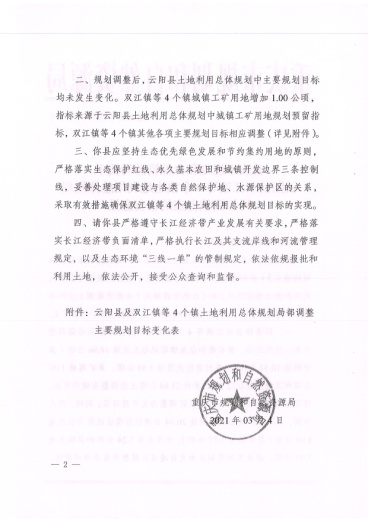 二、规划调整后，云阳县土地利用总体规划中主要规划目标
均未发生变化。双江镇等 4 个镇城镇工矿用地增加 1.00 公顷，
指标来源于云阳县土地利用总体规划中城镇工矿用地规划预留指
标，双江镇等 4 个镇其他各项主要规划目标相应调整（详见附件）。
三、你县应坚持生态优先绿色发展和节约集约用地的原则，
严格落实生态保护红线、永久基本农田和城镇开发边界三条控制
线，妥善处理项目建设与各类自然保护地、水源保护区的关系，
采取有效措施确保双江镇等 4 个镇土地利用总体规划目标的实现。
四、请你县严格遵守长江经济带产业发展有关要求，严格落
实长江经济带负面清单，严格执行长江及其支流岸线和河流管理
规定，以及生态环境“三线一单”的管制规定，依法依规报批和
利用土地，依法公开，接受公众查询和监督。
附件：云阳县及双江镇等 4 个镇土地利用总体规划局部调整
主要规划目标变化表
重庆市规划和自然资源局
2021 年 03 月 4 日
— 2 —